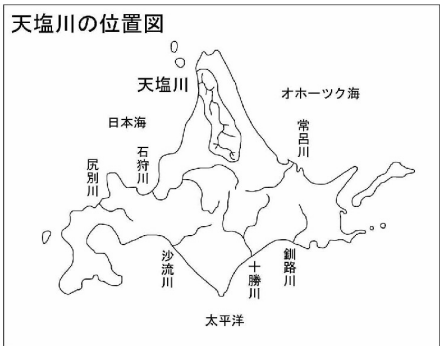 天塩川の位置図
天塩川
オホーツク海
日本海
常呂川
石狩川
尻別川
沙流川
十勝川
釧路川
太平洋